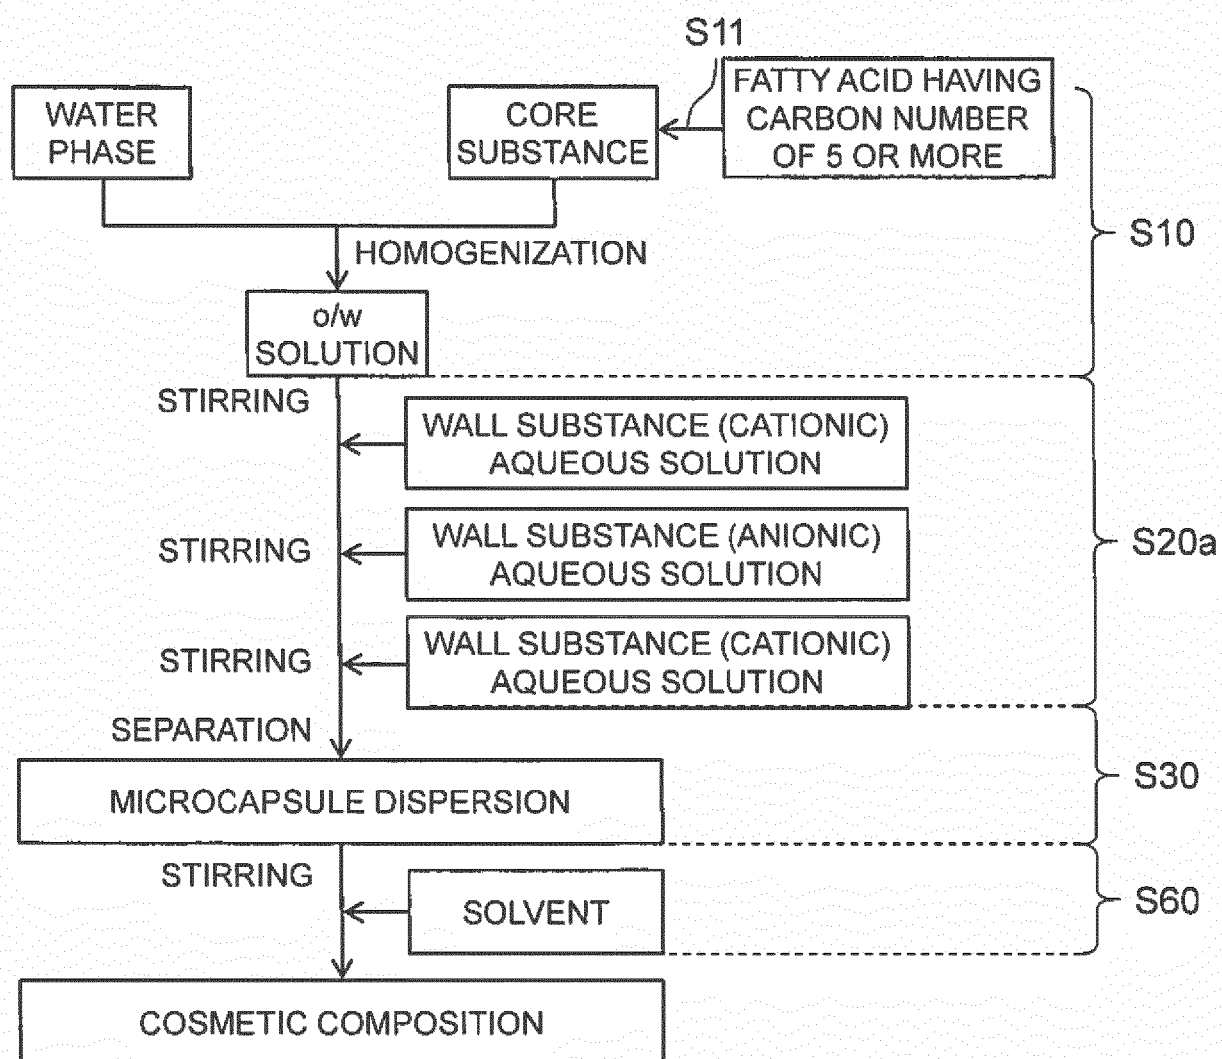 S11
WATER
PHASE
CORE
SUBSTANCE
FATTY ACID HAVING
CARBON NUMBER
OF 5 OR MORE
S10
HOMOGENIZATION
o/w
SOLUTION
STIRRING
WALL SUBSTANCE (CATIONIC)
AQUEOUS SOLUTION
STIRRING
WALL SUBSTANCE (ANIONIC)
AQUEOUS SOLUTION
S20a
STIRRING
WALL SUBSTANCE (CATIONIC)
AQUEOUS SOLUTION
SEPARATION
MICROCAPSULE DISPERSION
S30
STIRRING
SOLVENT
S60
COSMETIC COMPOSITION